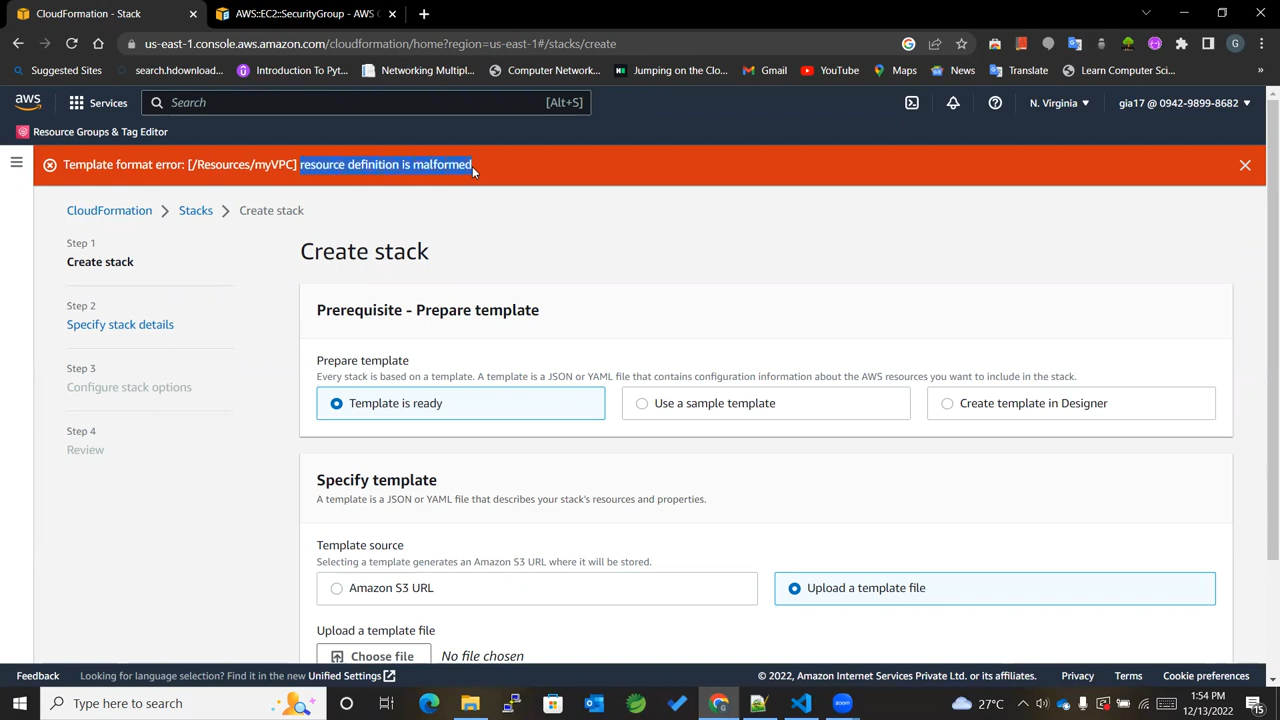 CloudFormation - Stack
AWS::EC2::SecurityGroup - C
us-east-1.console.aws.amazon.com/cloudformation/home?region=us-east-1#/stacks/create
G
Suggested Sites
search.hdownload...
Introduction To Pyt...
Networking Multipl...
Computer Network...
Jumping on the Clo...
Gmail
YouTube
Maps
News
Translate
Learn Computer Sci...
»
aws
Services
Search
[Alt+S]
N. Virginia
gia17 @ 0942-9899-8682
Resource Groups & Tag Editor
Template format error: [/Resources/myVPC] resource definition is malformed
CloudFormation
Stacks
Create stack
Step 1
Create stack
Step 2
Specify stack details
Step 3
Configure stack options
Step 4
Review
Create stack
Prerequisite - Prepare template
Prepare template
Every stack is based on a template. A template is a JSON or YAML file that contains configuration information about the AWS resources you want to include in the stack.
Template is ready
Use a sample template
Create template in Designer
Specify template
A template is a JSON or YAML file that describes your stack's resources and properties.
Template source
Selecting a template generates an Amazon S3 URL where it will be stored.
Amazon S3 URL
Upload a template file
Upload a template file
Choose file
No file chosen
Feedback
Looking for language selection? Find it in the new Unified Settings
© 2022, Amazon Internet Services Private Ltd. or its affiliates.
Privacy
Terms
Cookie preferences
Type here to search
zoom
27°C
1:54 PM
12/13/2022
15